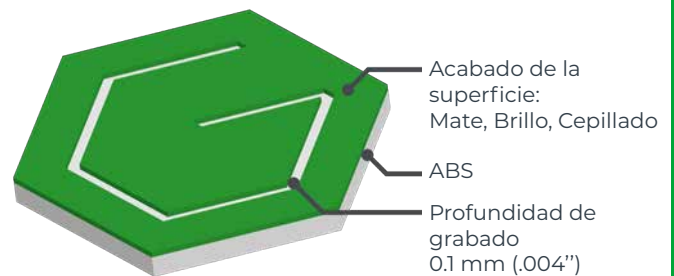 Acabado de la
superficie:
Mate, Brillo, Cepillado
ABS
Profundidad de
grabado
0.1 mm (.004”)